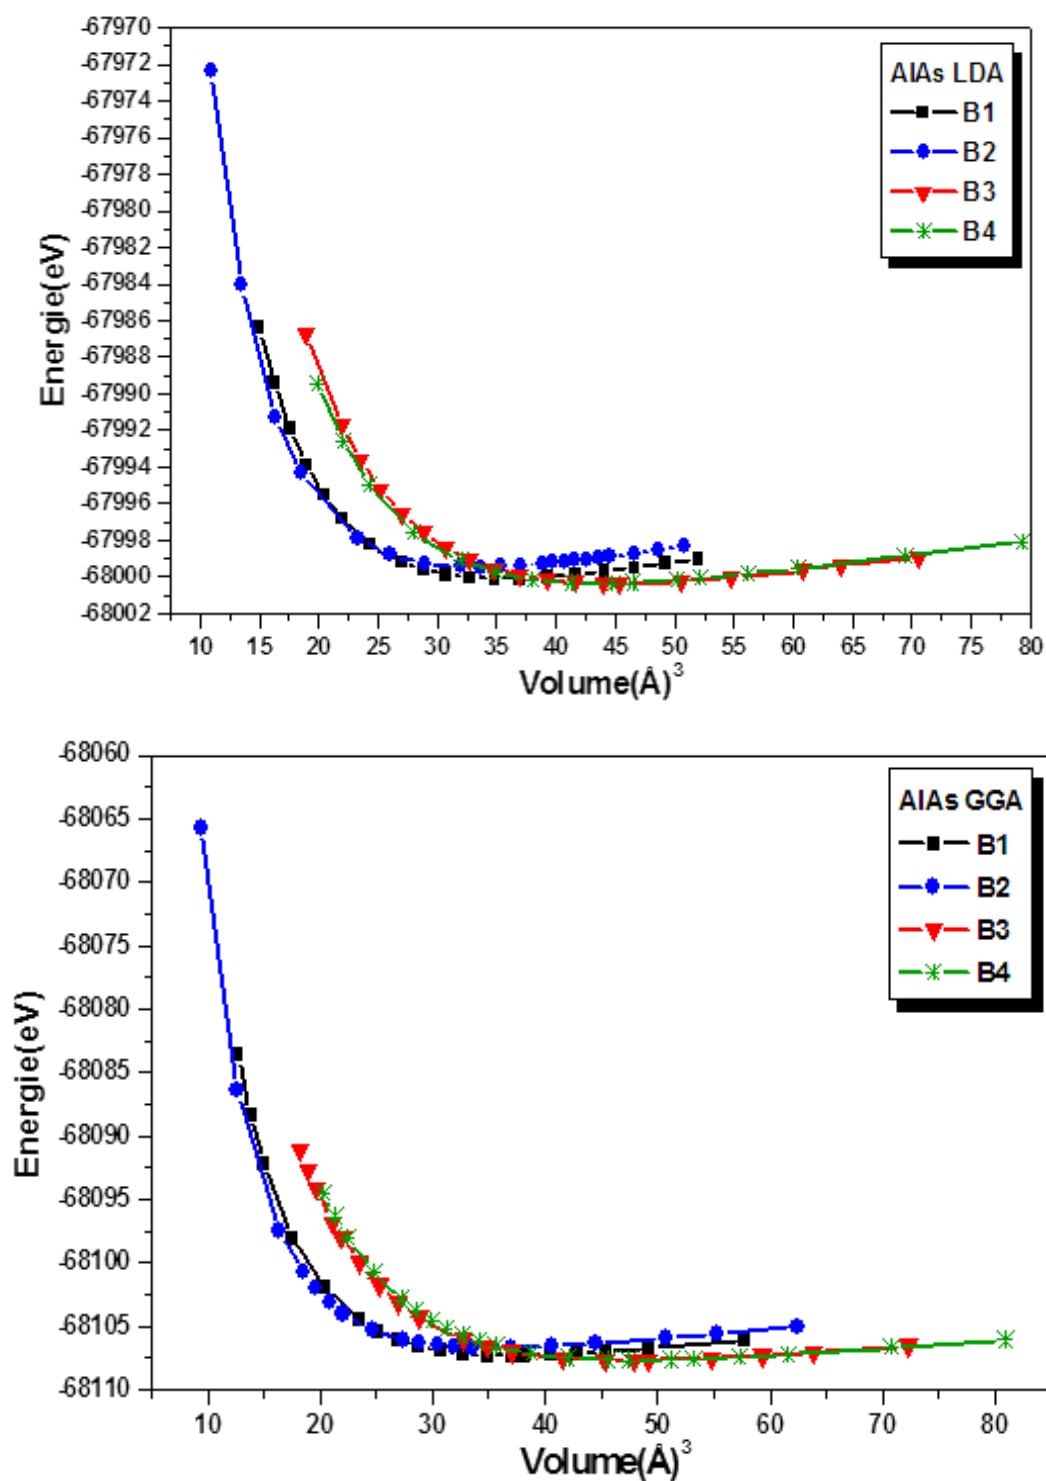 -67970
-67972
-67974
-67976
-67978
-67980
-67982
-67984
-67986
-67988
-67990
-67992
-67994
-67996
-67998
-68000
-68002
Energie(eV)
AlAs LDA
B1
B2
B3
B4
10 15 20 25 30 35 40 45 50 55 60 65 70 75 80
Volume(Å)³
-68060
-68065
-68070
-68075
-68080
-68085
-68090
-68095
-68100
-68105
-68110
Energie(eV)
AlAs GGA
B1
B2
B3
B4
10 20 30 40 50 60 70 80
Volume(Å)³